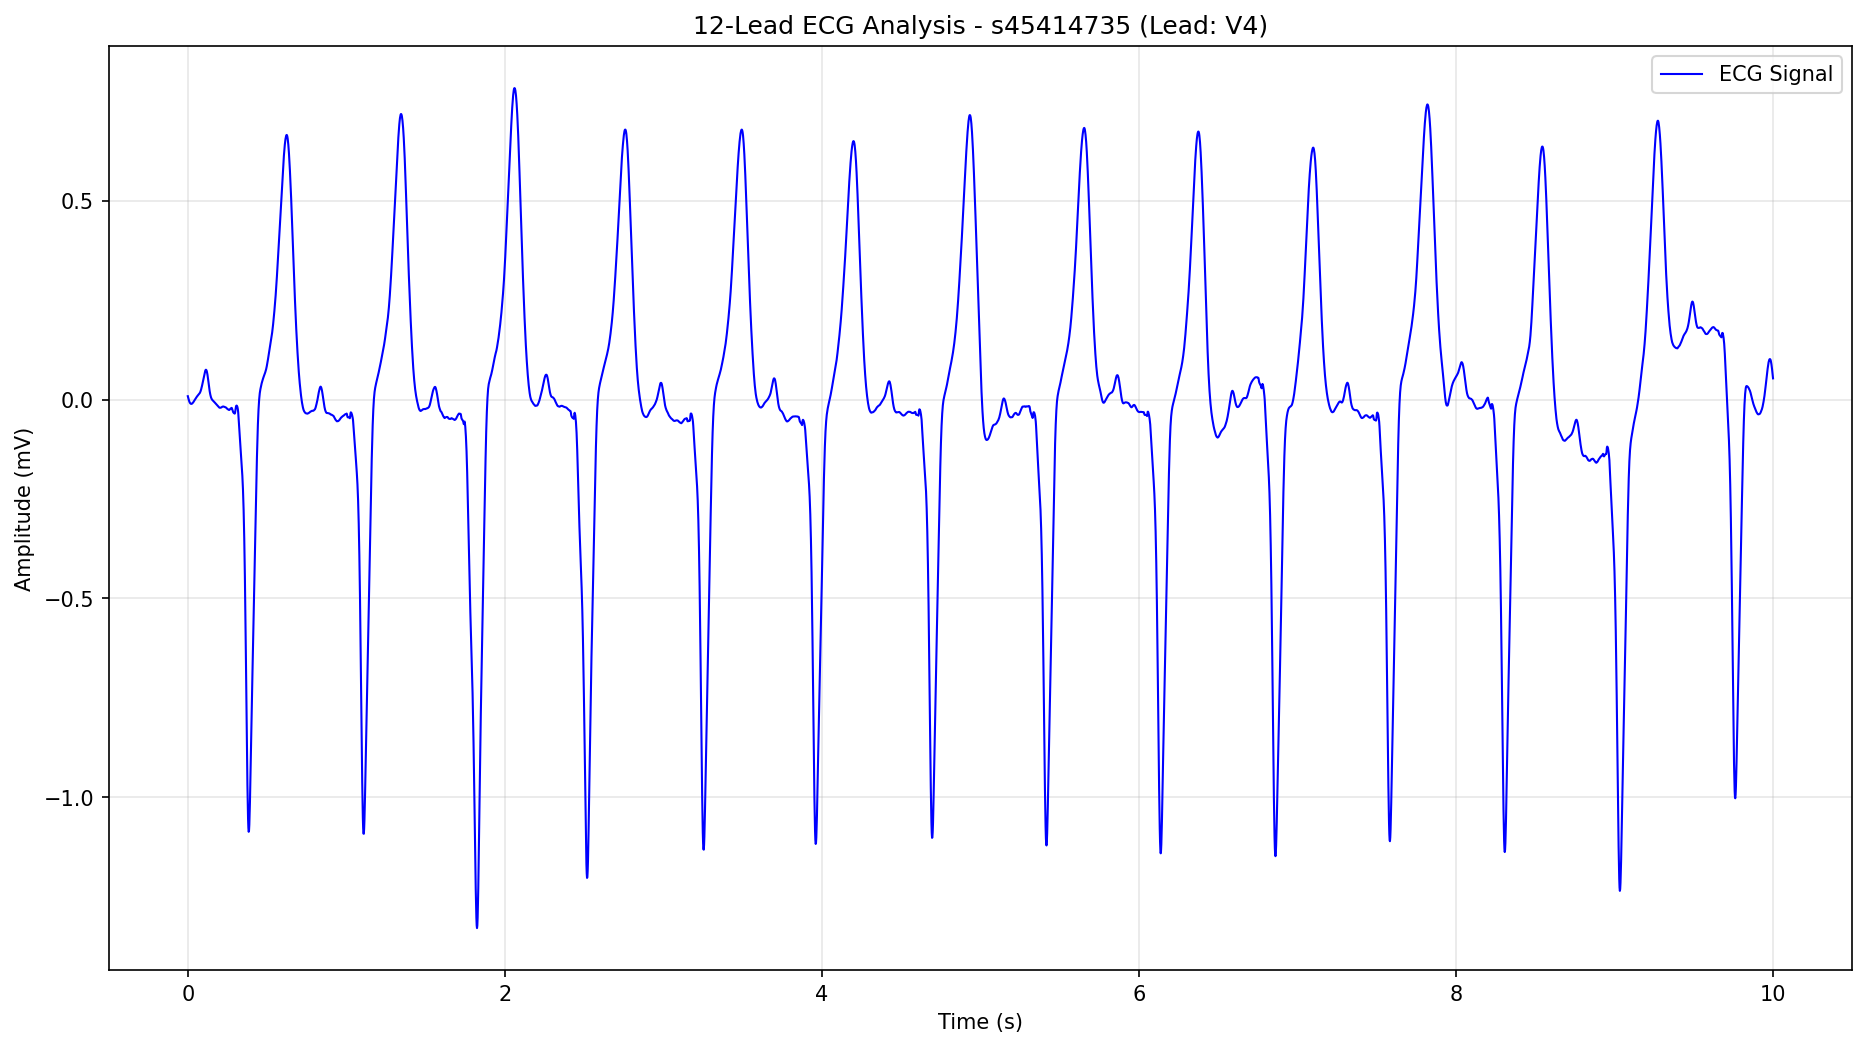 12-Lead ECG Analysis - s45414735 (Lead: V4)
ECG Signal
Amplitude (mV)
0.5
0.0
−0.5
−1.0
0
2
4
6
8
10
Time (s)